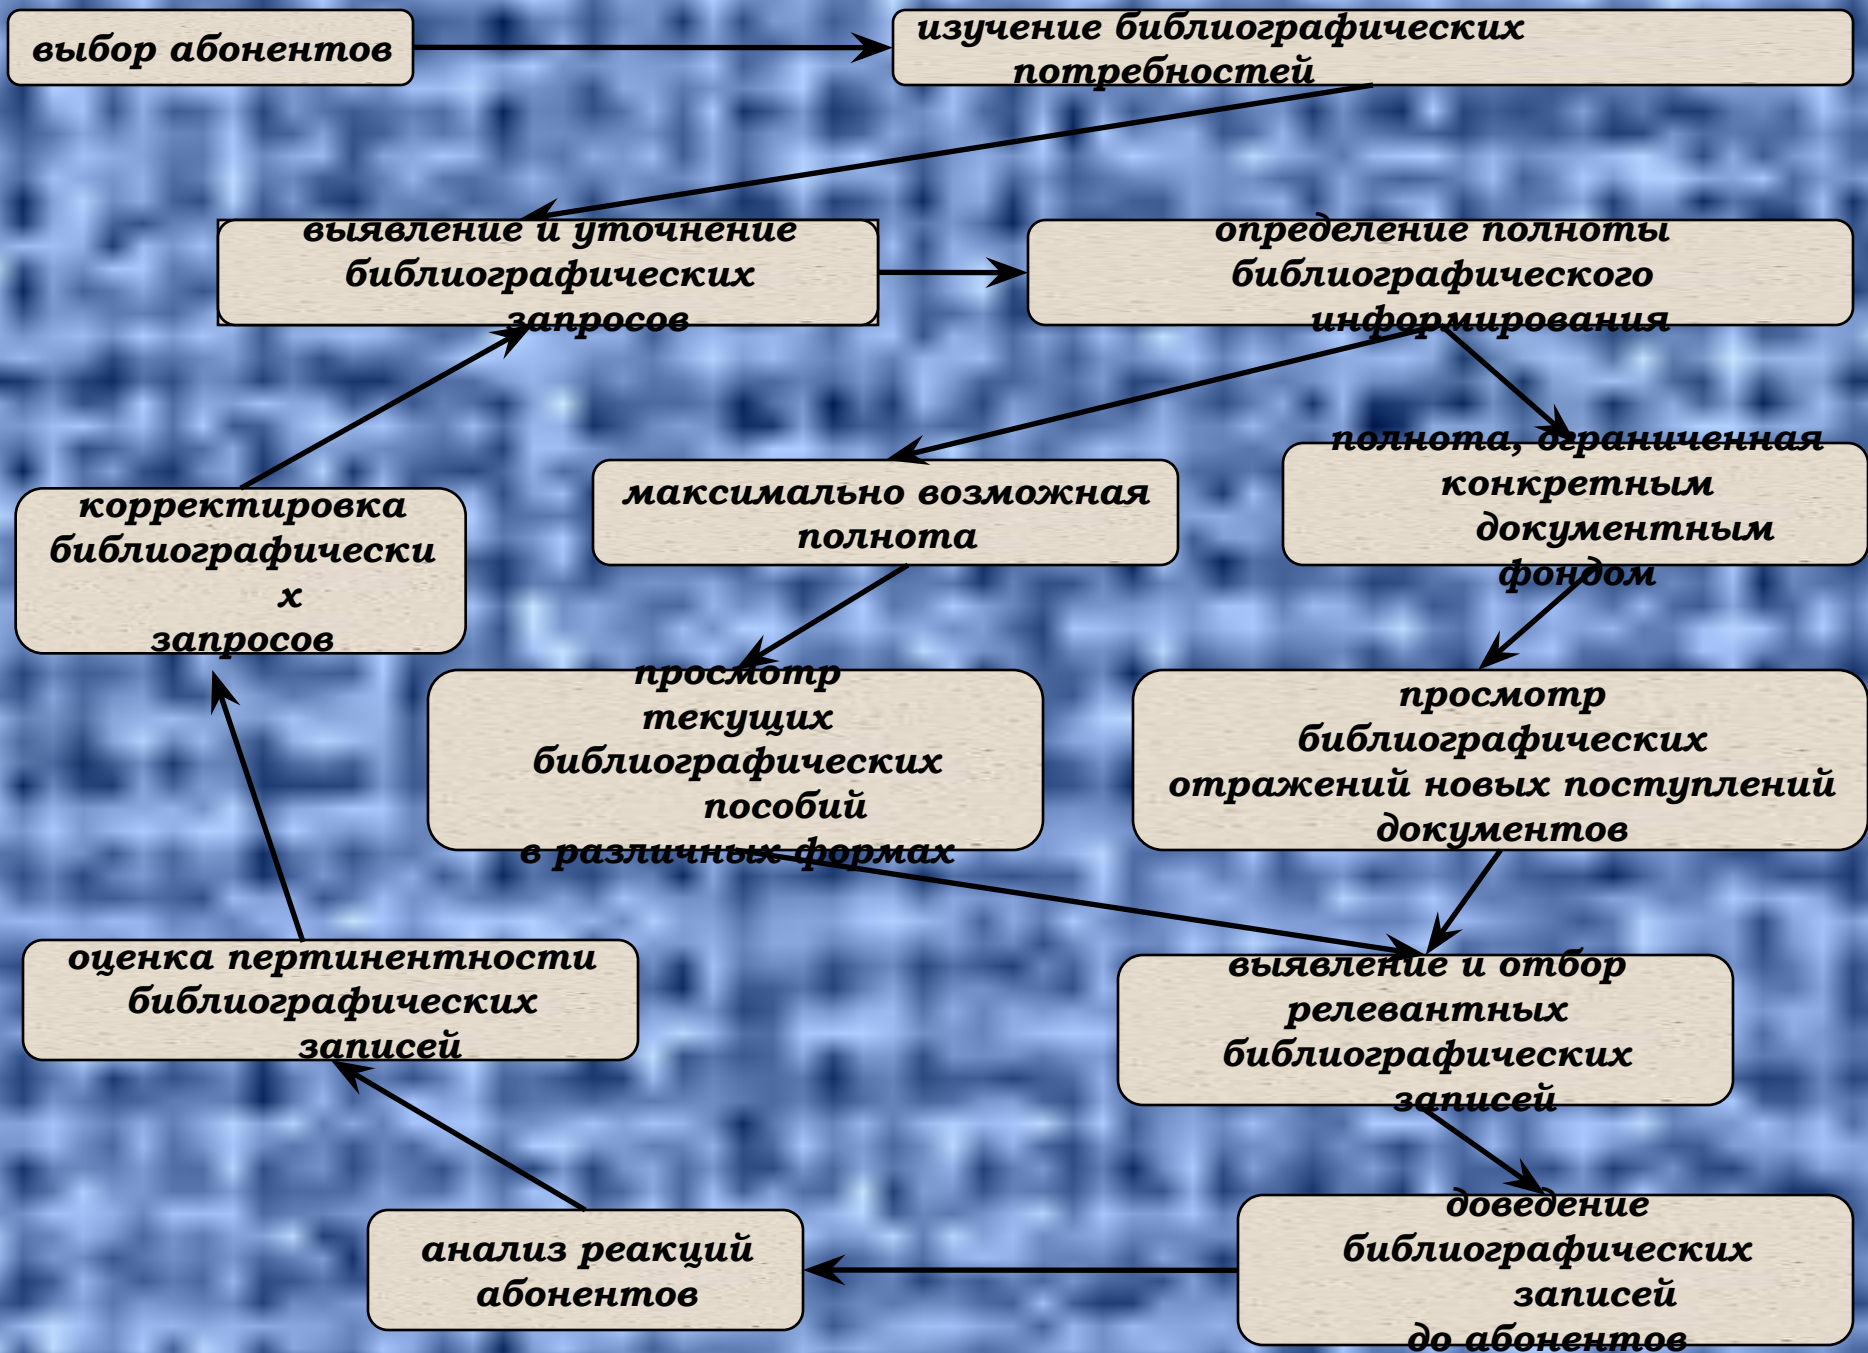 выбор абонентов
изучение библиографических
потребностей
выявление и уточнение
библиографических
запросов
определение полноты
библиографического
информирования
максимально возможная
полнота
полнота, ограниченная
конкретным
документным
фондом
корректировка
библиографически
х
запросов
просмотр
текущих
библиографических
пособий
в различных формах
просмотр
библиографических
отражений новых поступлений
документов
оценка пертинентности
библиографических
записей
выявление и отбор
релевантных
библиографических
записей
анализ реакций
абонентов
доведение
библиографических
записей
до абонентов